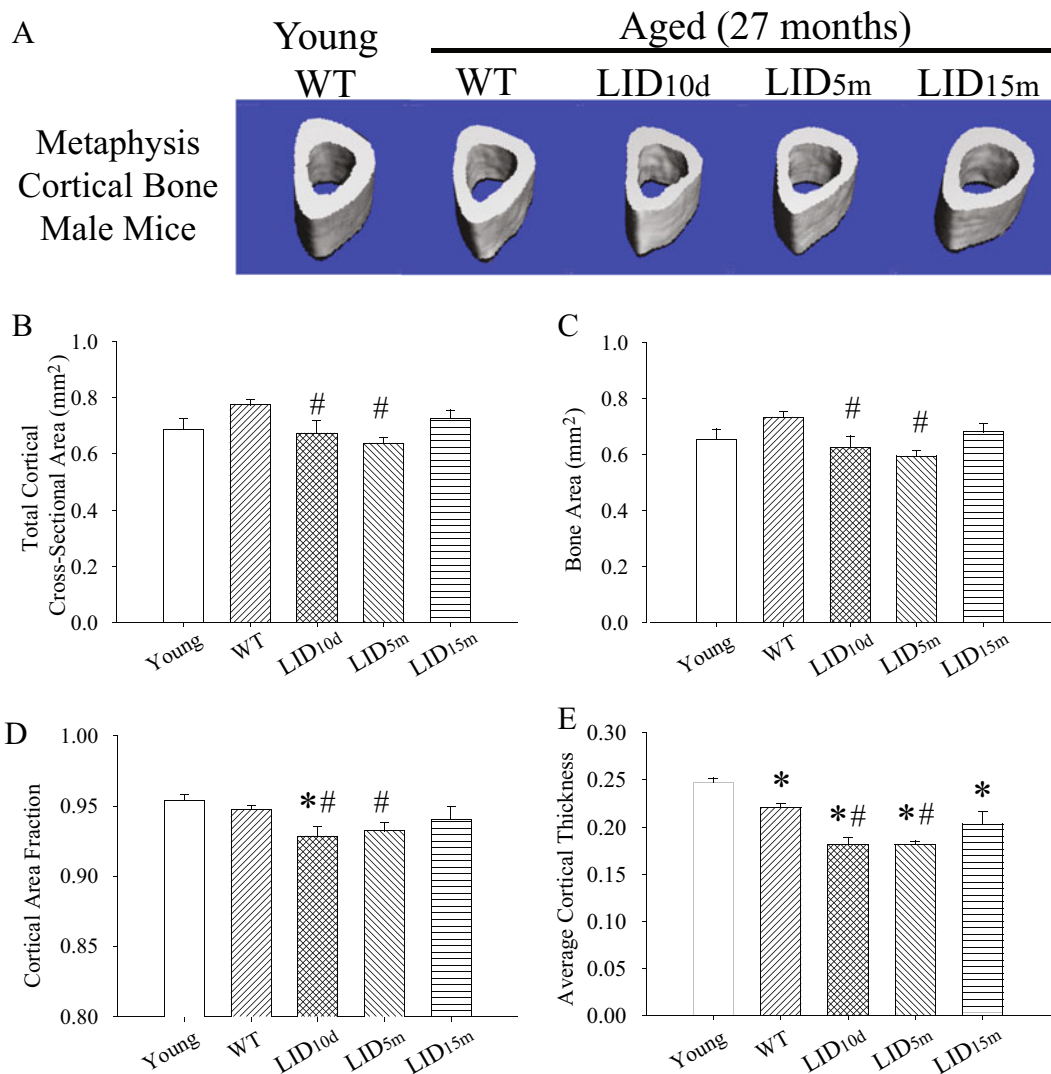 A
Young
WT
Aged (27 months)
WT LID10d LID5m LID15m
Metaphysis
Cortical Bone
Male Mice
B
Total Cortical
Cross-Sectional Area (mm²)
1.0
0.8
0.6
0.4
0.2
0.0
# #
Young WT LID10d LID5m LID15m
C
Bone Area (mm²)
1.0
0.8
0.6
0.4
0.2
0.0
# #
Young WT LID10d LID5m LID15m
D
Cortical Area Fraction
1.00
0.95
0.90
0.85
0.80
*# #
Young WT LID10d LID5m LID15m
E
Average Cortical Thickness
0.30
0.25
0.20
0.15
0.10
0.05
0.00
* *# *# *
Young WT LID10d LID5m LID15m